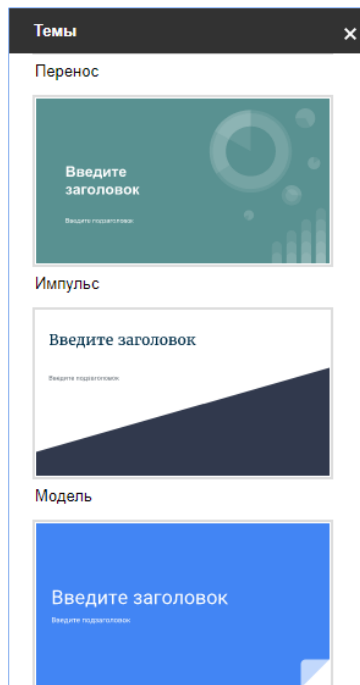 Темы
×
Перенос
Введите
заголовок
Введите подзаголовок
Импульс
Введите заголовок
Введите подзаголовок
Модель
Введите заголовок
Введите подзаголовок